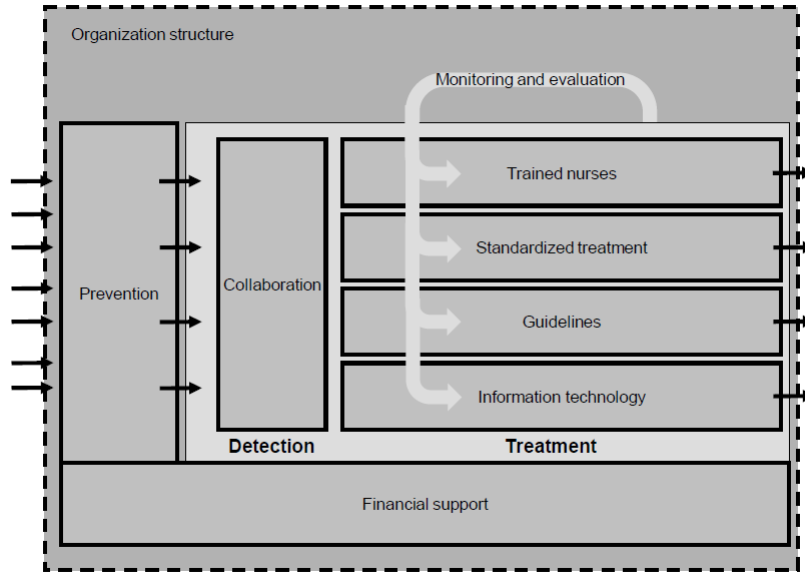 Organization structure
Monitoring and evaluation
Trained nurses
Standardized treatment
Collaboration
Prevention
Guidelines
Information technology
Detection
Treatment
Financial support